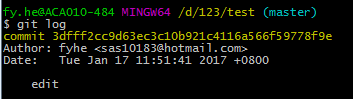 fy.he@ACA010-484 MINGW64 /d/123/test (master)
$ git log
commit 3dfff2cc9d63ec3c10b921c4116a566f59778f9e
Author: fyhe <sas10183@hotmail.com>
Date:   Tue Jan 17 11:51:41 2017 +0800
edit